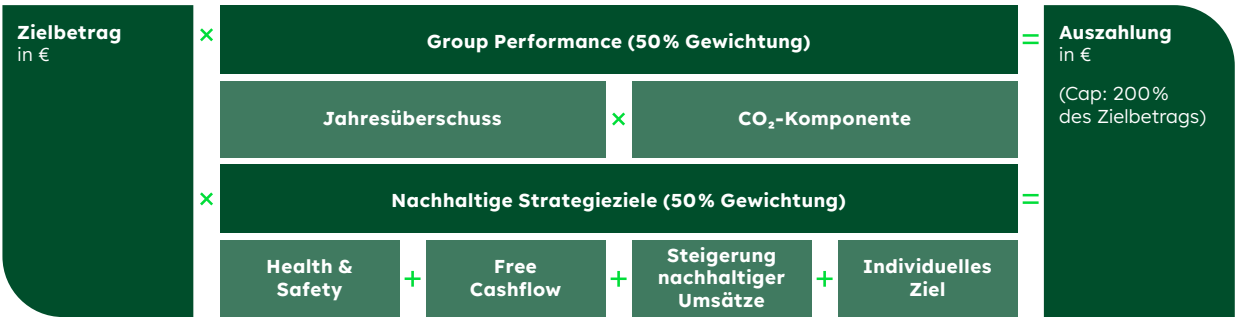 Zielbetrag
in €
×
Group Performance (50% Gewichtung)
=
Auszahlung
in €
(Cap: 200%
des Zielbetrags)
Jahresüberschuss
×
CO₂-Komponente
×
Nachhaltige Strategieziele (50% Gewichtung)
=
Health &
Safety
+
Free
Cashflow
+
Steigerung
nachhaltiger
Umsätze
+
Individuelles
Ziel